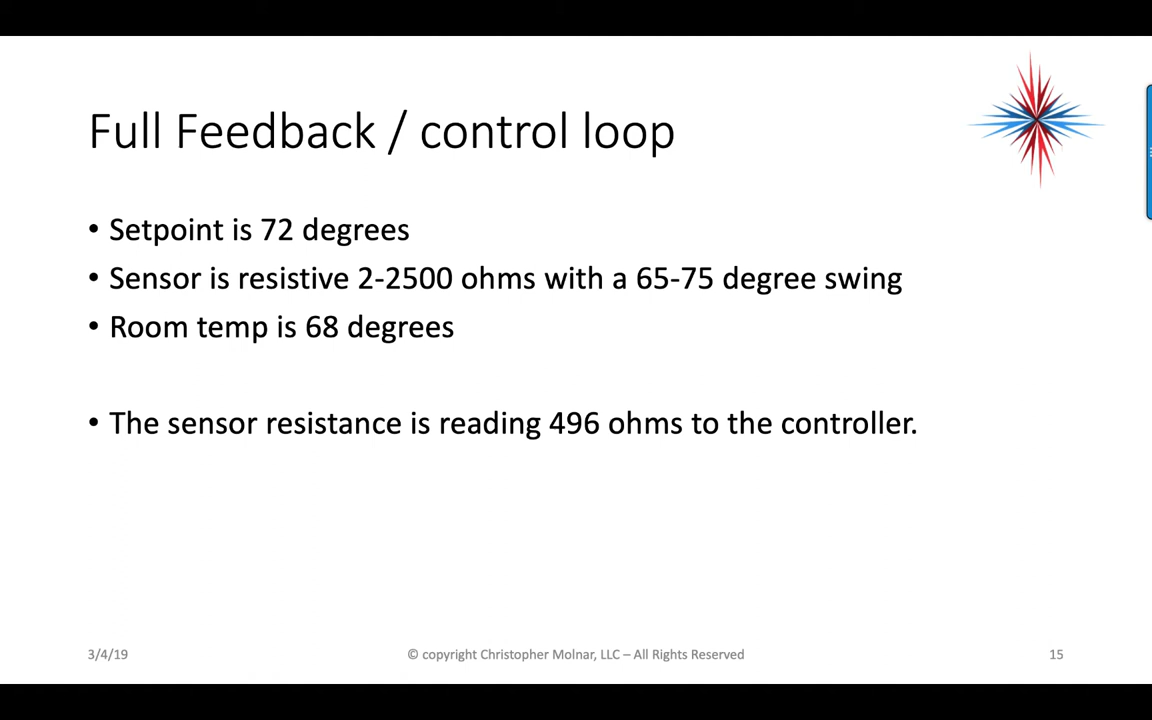 Full Feedback / control loop
• Setpoint is 72 degrees
• Sensor is resistive 2-2500 ohms with a 65-75 degree swing
• Room temp is 68 degrees
• The sensor resistance is reading 496 ohms to the controller.
3/4/19
© copyright Christopher Molnar, LLC – All Rights Reserved
15